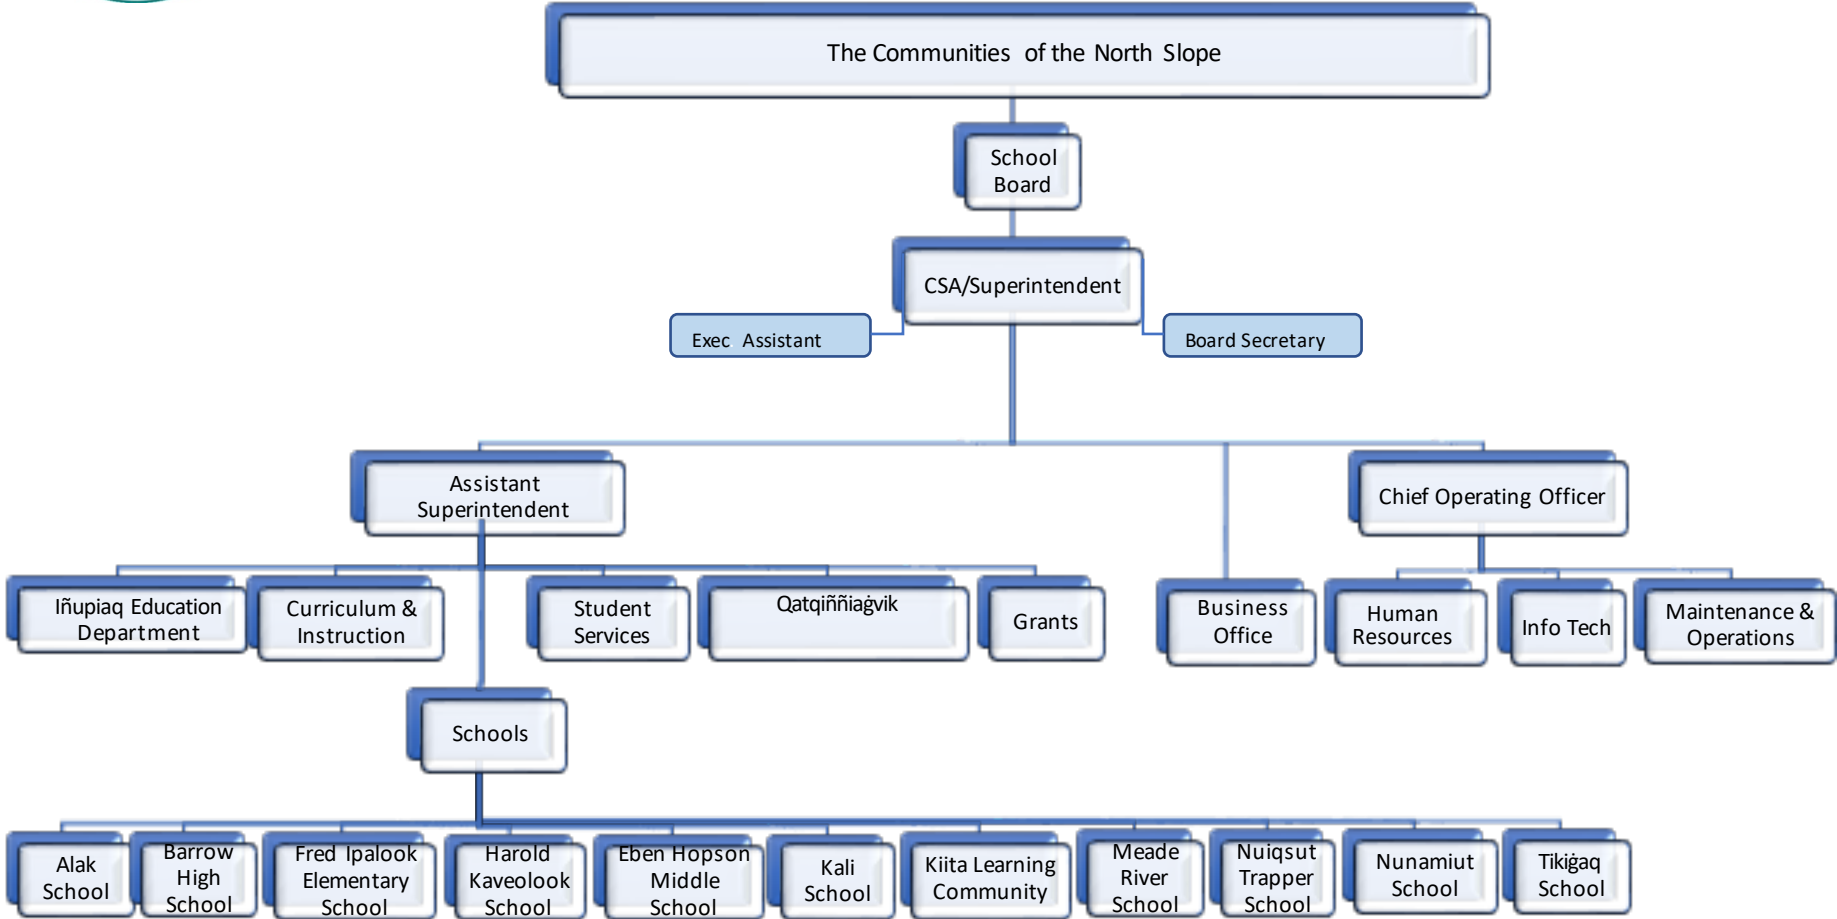 The Communities of the North Slope
School
Board
CSA/Superintendent
Exec Assistant
Board Secretary
Assistant
Superintendent
Chief Operating Officer
Iñupiaq Education
Department
Curriculum &
Instruction
Student
Services
Qatqiññiaġvik
Grants
Business
Office
Human
Resources
Info Tech
Maintenance &
Operations
Schools
Alak
School
Barrow
High
School
Fred Ipalook
Elementary
School
Harold
Kaveolook
School
Eben Hopson
Middle
School
Kali
School
Kiita Learning
Community
Meade
River
School
Nuiqsut
Trapper
School
Nunamiut
School
Tikiġaq
School